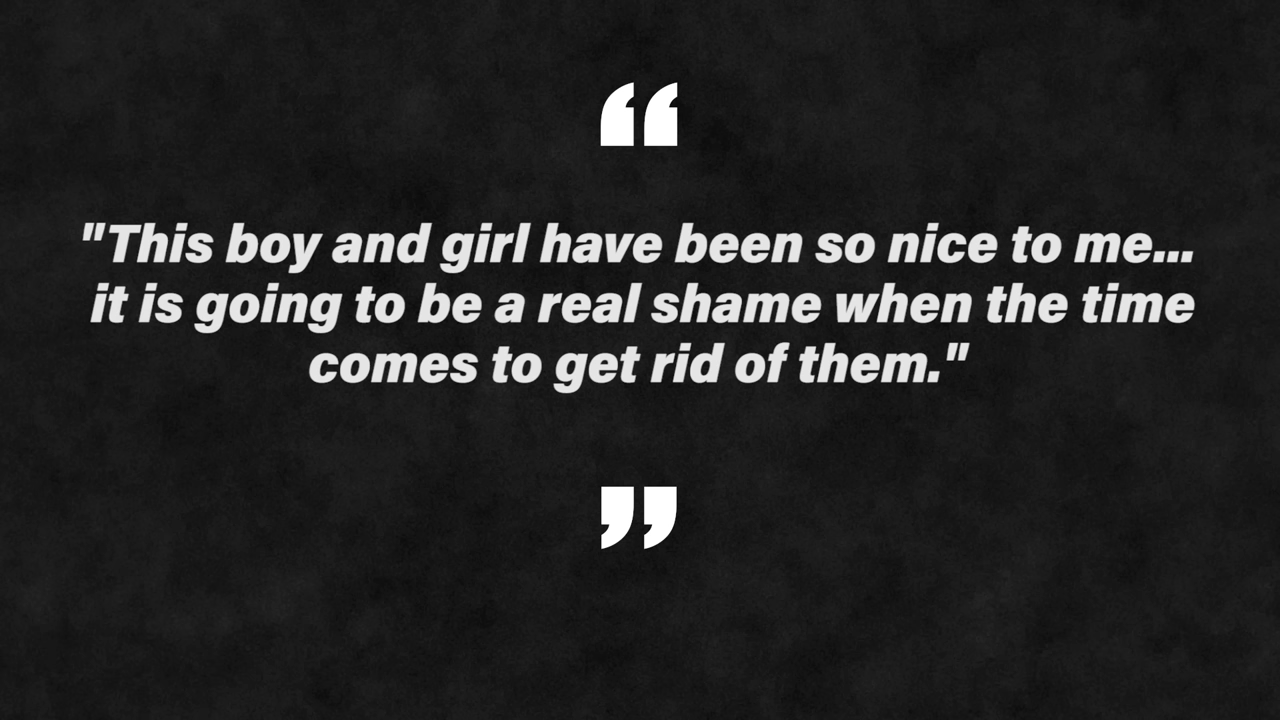 “
"This boy and girl have been so nice to me...
it is going to be a real shame when the time
comes to get rid of them."
”